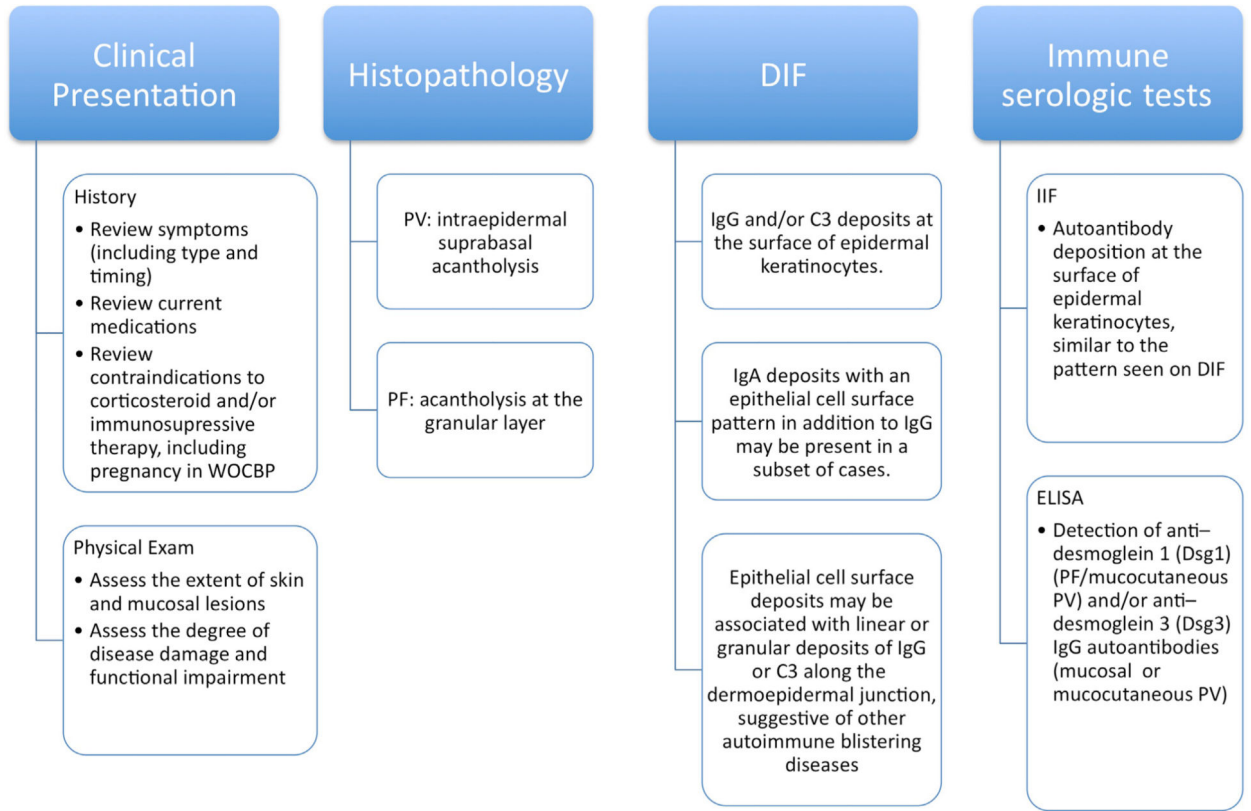 Clinical
Presentation
History
• Review symptoms
(including type and
timing)
• Review current
medications
• Review
contraindications to
corticosteroid and/or
immunosupressive
therapy, including
pregnancy in WOCBP
Physical Exam
• Assess the extent of skin
and mucosal lesions
• Assess the degree of
disease damage and
functional impairment
Histopathology
PV: intraepidermal
suprabasal
acantholysis
PF: acantholysis at the
granular layer
DIF
IgG and/or C3 deposits at
the surface of epidermal
keratinocytes.
IgA deposits with an
epithelial cell surface
pattern in addition to IgG
may be present in a
subset of cases.
Epithelial cell surface
deposits may be
associated with linear or
granular deposits of IgG
or C3 along the
dermoepidermal junction,
suggestive of other
autoimmune blistering
diseases
Immune
serologic tests
IIF
• Autoantibody
deposition at the
surface of
epidermal
keratinocytes,
similar to the
pattern seen on DIF
ELISA
• Detection of anti–
desmoglein 1 (Dsg1)
(PF/mucocutaneous
PV) and/or anti–
desmoglein 3 (Dsg3)
IgG autoantibodies
(mucosal or
mucocutaneous PV)